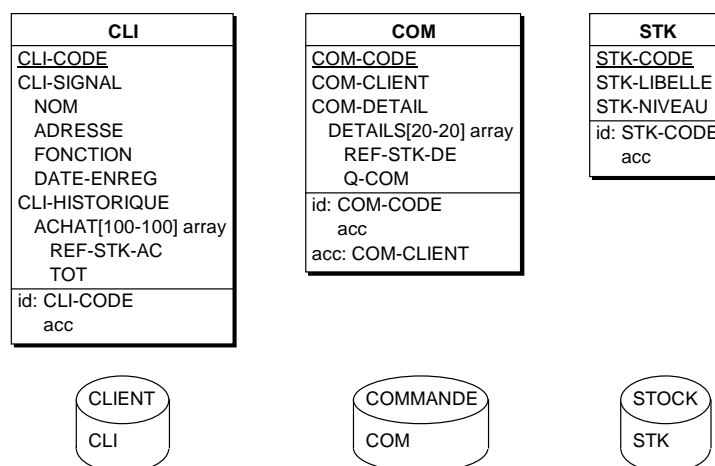 CLI
CLI-CODE
CLI-SIGNAL
NOM
ADRESSE
FONCTION
DATE-ENREG
CLI-HISTORIQUE
ACHAT[100-100] array
REF-STK-AC
TOT
id: CLI-CODE
acc
COM
COM-CODE
COM-CLIENT
COM-DETAIL
DETAILS[20-20] array
REF-STK-DE
Q-COM
id: COM-CODE
acc
acc: COM-CLIENT
STK
STK-CODE
STK-LIBELLE
STK-NIVEAU
id: STK-CODE
acc
CLIENT
CLI
COMMANDE
COM
STOCK
STK